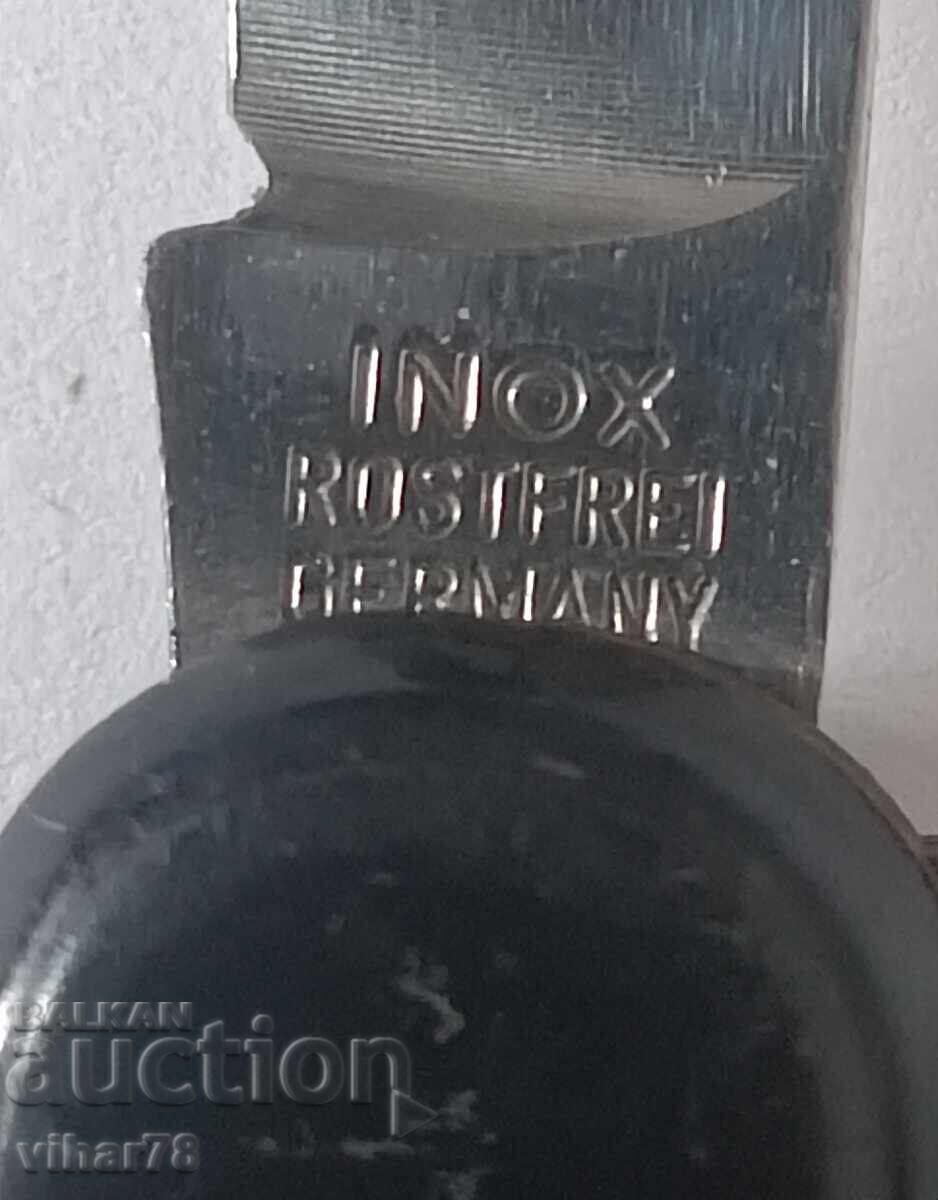 INOX
ROSTFREI
GERMANY
BALKAN
auction
vihar78